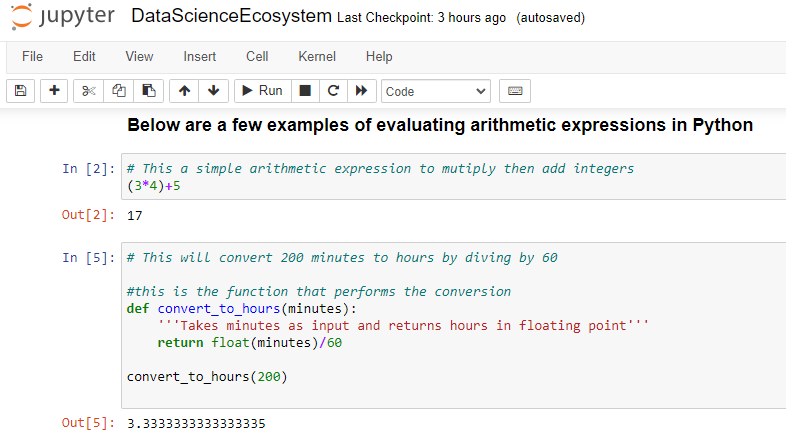 jupyter DataScienceEcosystem Last Checkpoint: 3 hours ago (autosaved)
File Edit View Insert Cell Kernel Help
Run Code
Below are a few examples of evaluating arithmetic expressions in Python
In [2]: # This a simple arithmetic expression to mutiply then add integers
(3*4)+5
Out[2]: 17
In [5]: # This will convert 200 minutes to hours by diving by 60
#this is the function that performs the conversion
def convert_to_hours(minutes):
'''Takes minutes as input and returns hours in floating point'''
return float(minutes)/60
convert_to_hours(200)
Out[5]: 3.3333333333333335